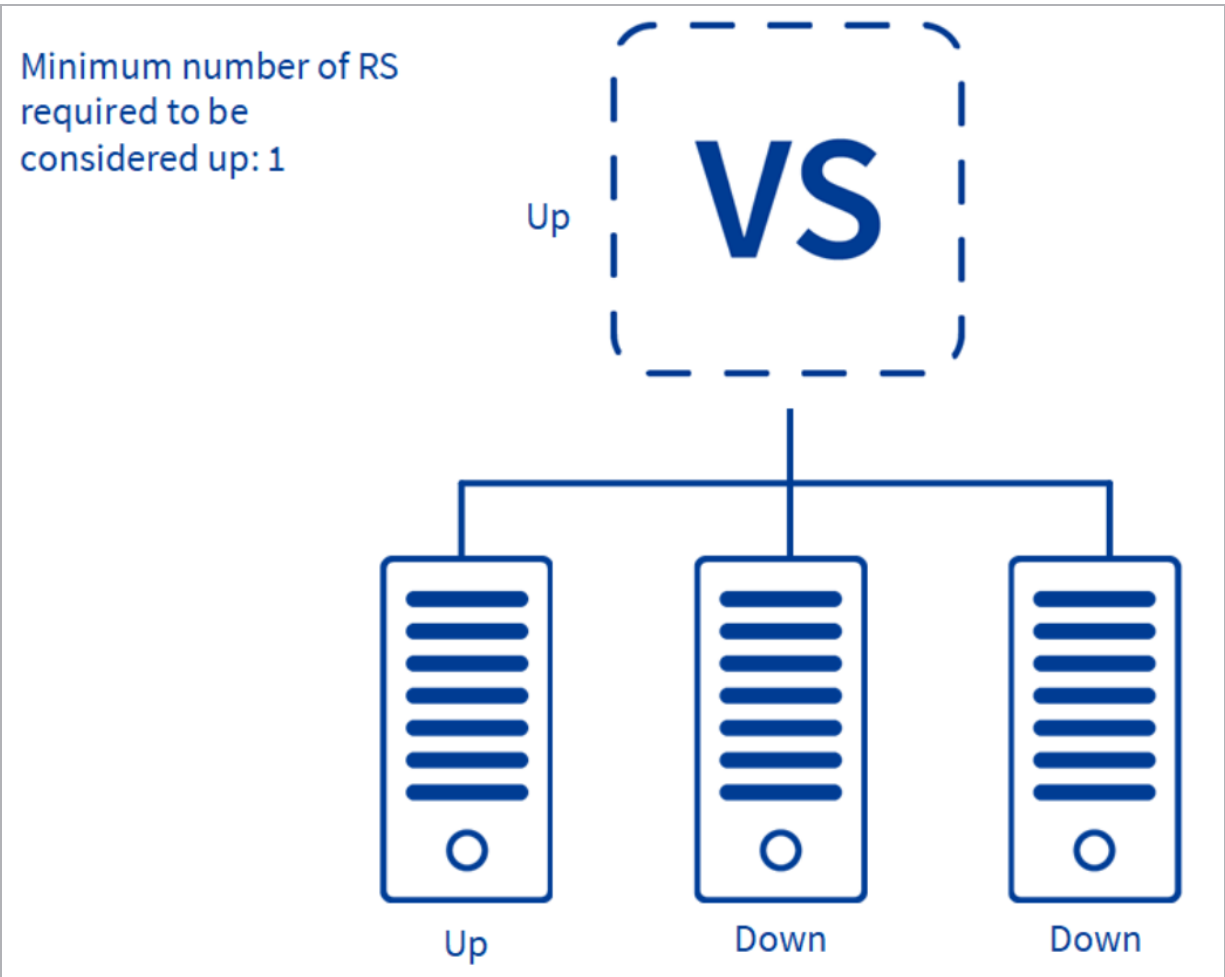 Minimum number of RS
required to be
considered up: 1
Up
VS
Up
Down
Down